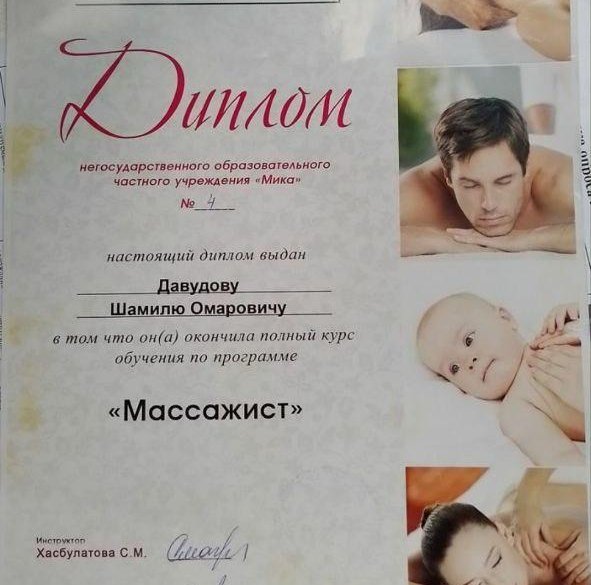 Диплом
негосударственного образовательного
частного учреждения «Мика»
№ 4
настоящий диплом выдан
Давудову
Шамилю Омаровичу
в том что он(а) окончила полный курс
обучения по программе
«Массажист»
Инструктор
Хасбулатова С.М.